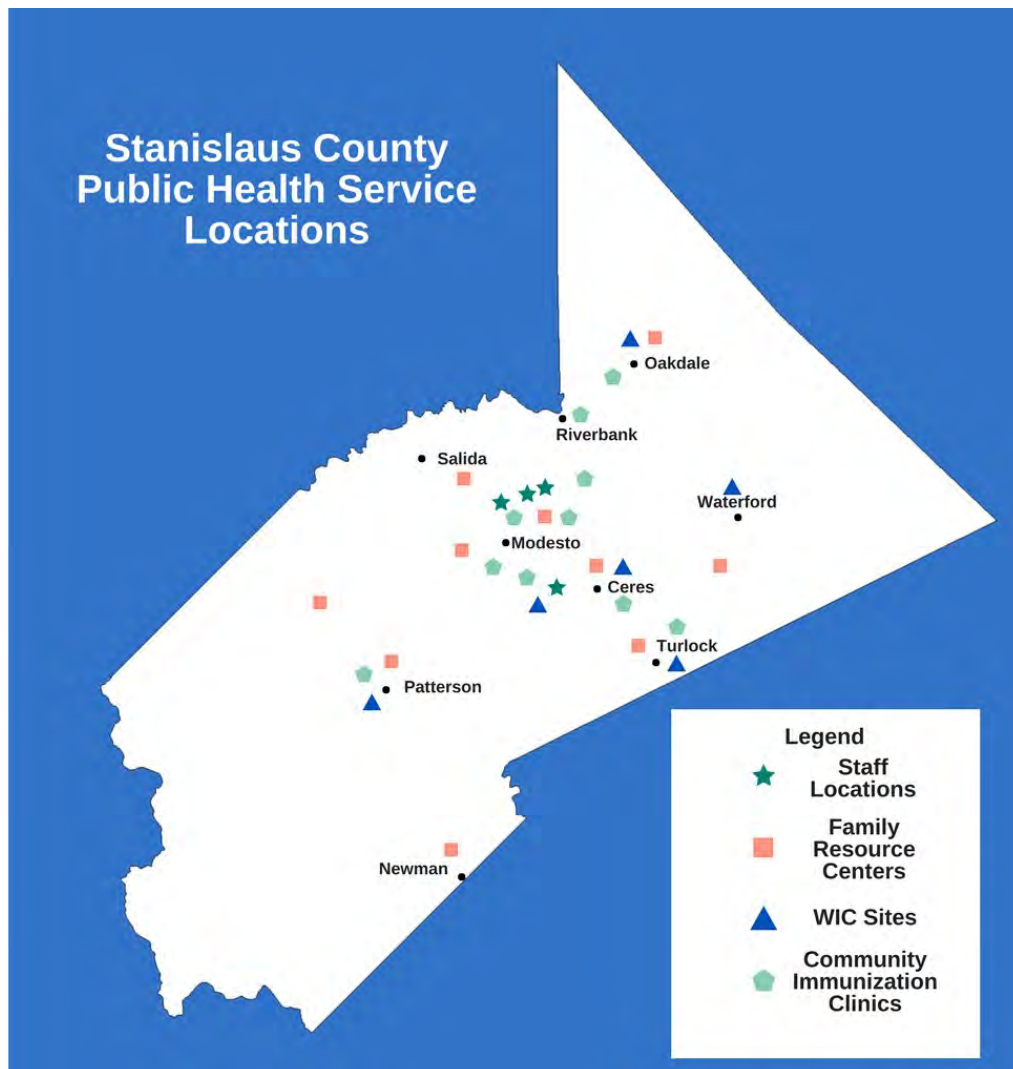 Stanislaus County
Public Health Service
Locations
Oakdale
Riverbank
Salida
Waterford
Modesto
Ceres
Turlock
Patterson
Newman
Legend
Staff
Locations
Family
Resource
Centers
WIC Sites
Community
Immunization
Clinics